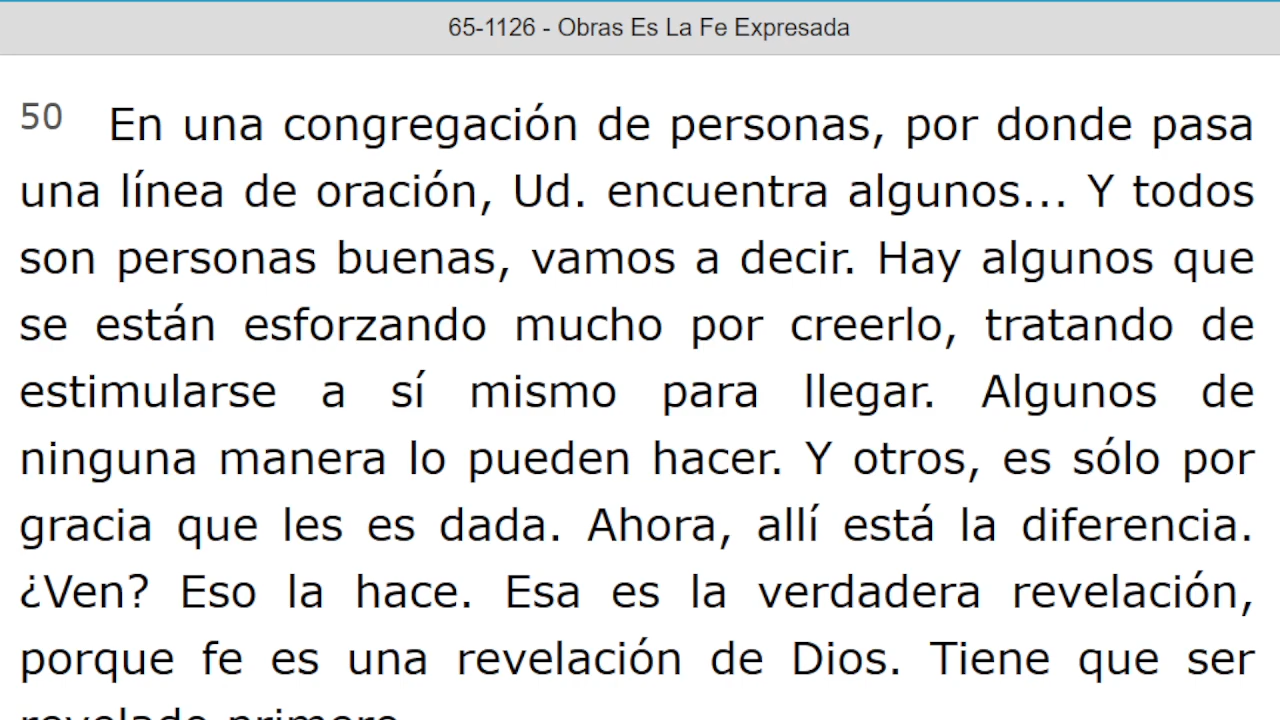 65-1126 - Obras Es La Fe Expresada
50 En una congregación de personas, por donde pasa
una línea de oración, Ud. encuentra algunos... Y todos
son personas buenas, vamos a decir. Hay algunos que
se están esforzando mucho por creerlo, tratando de
estimularse a sí mismo para llegar. Algunos de
ninguna manera lo pueden hacer. Y otros, es sólo por
gracia que les es dada. Ahora, allí está la diferencia.
¿Ven? Eso la hace. Esa es la verdadera revelación,
porque fe es una revelación de Dios. Tiene que ser
revelado primero